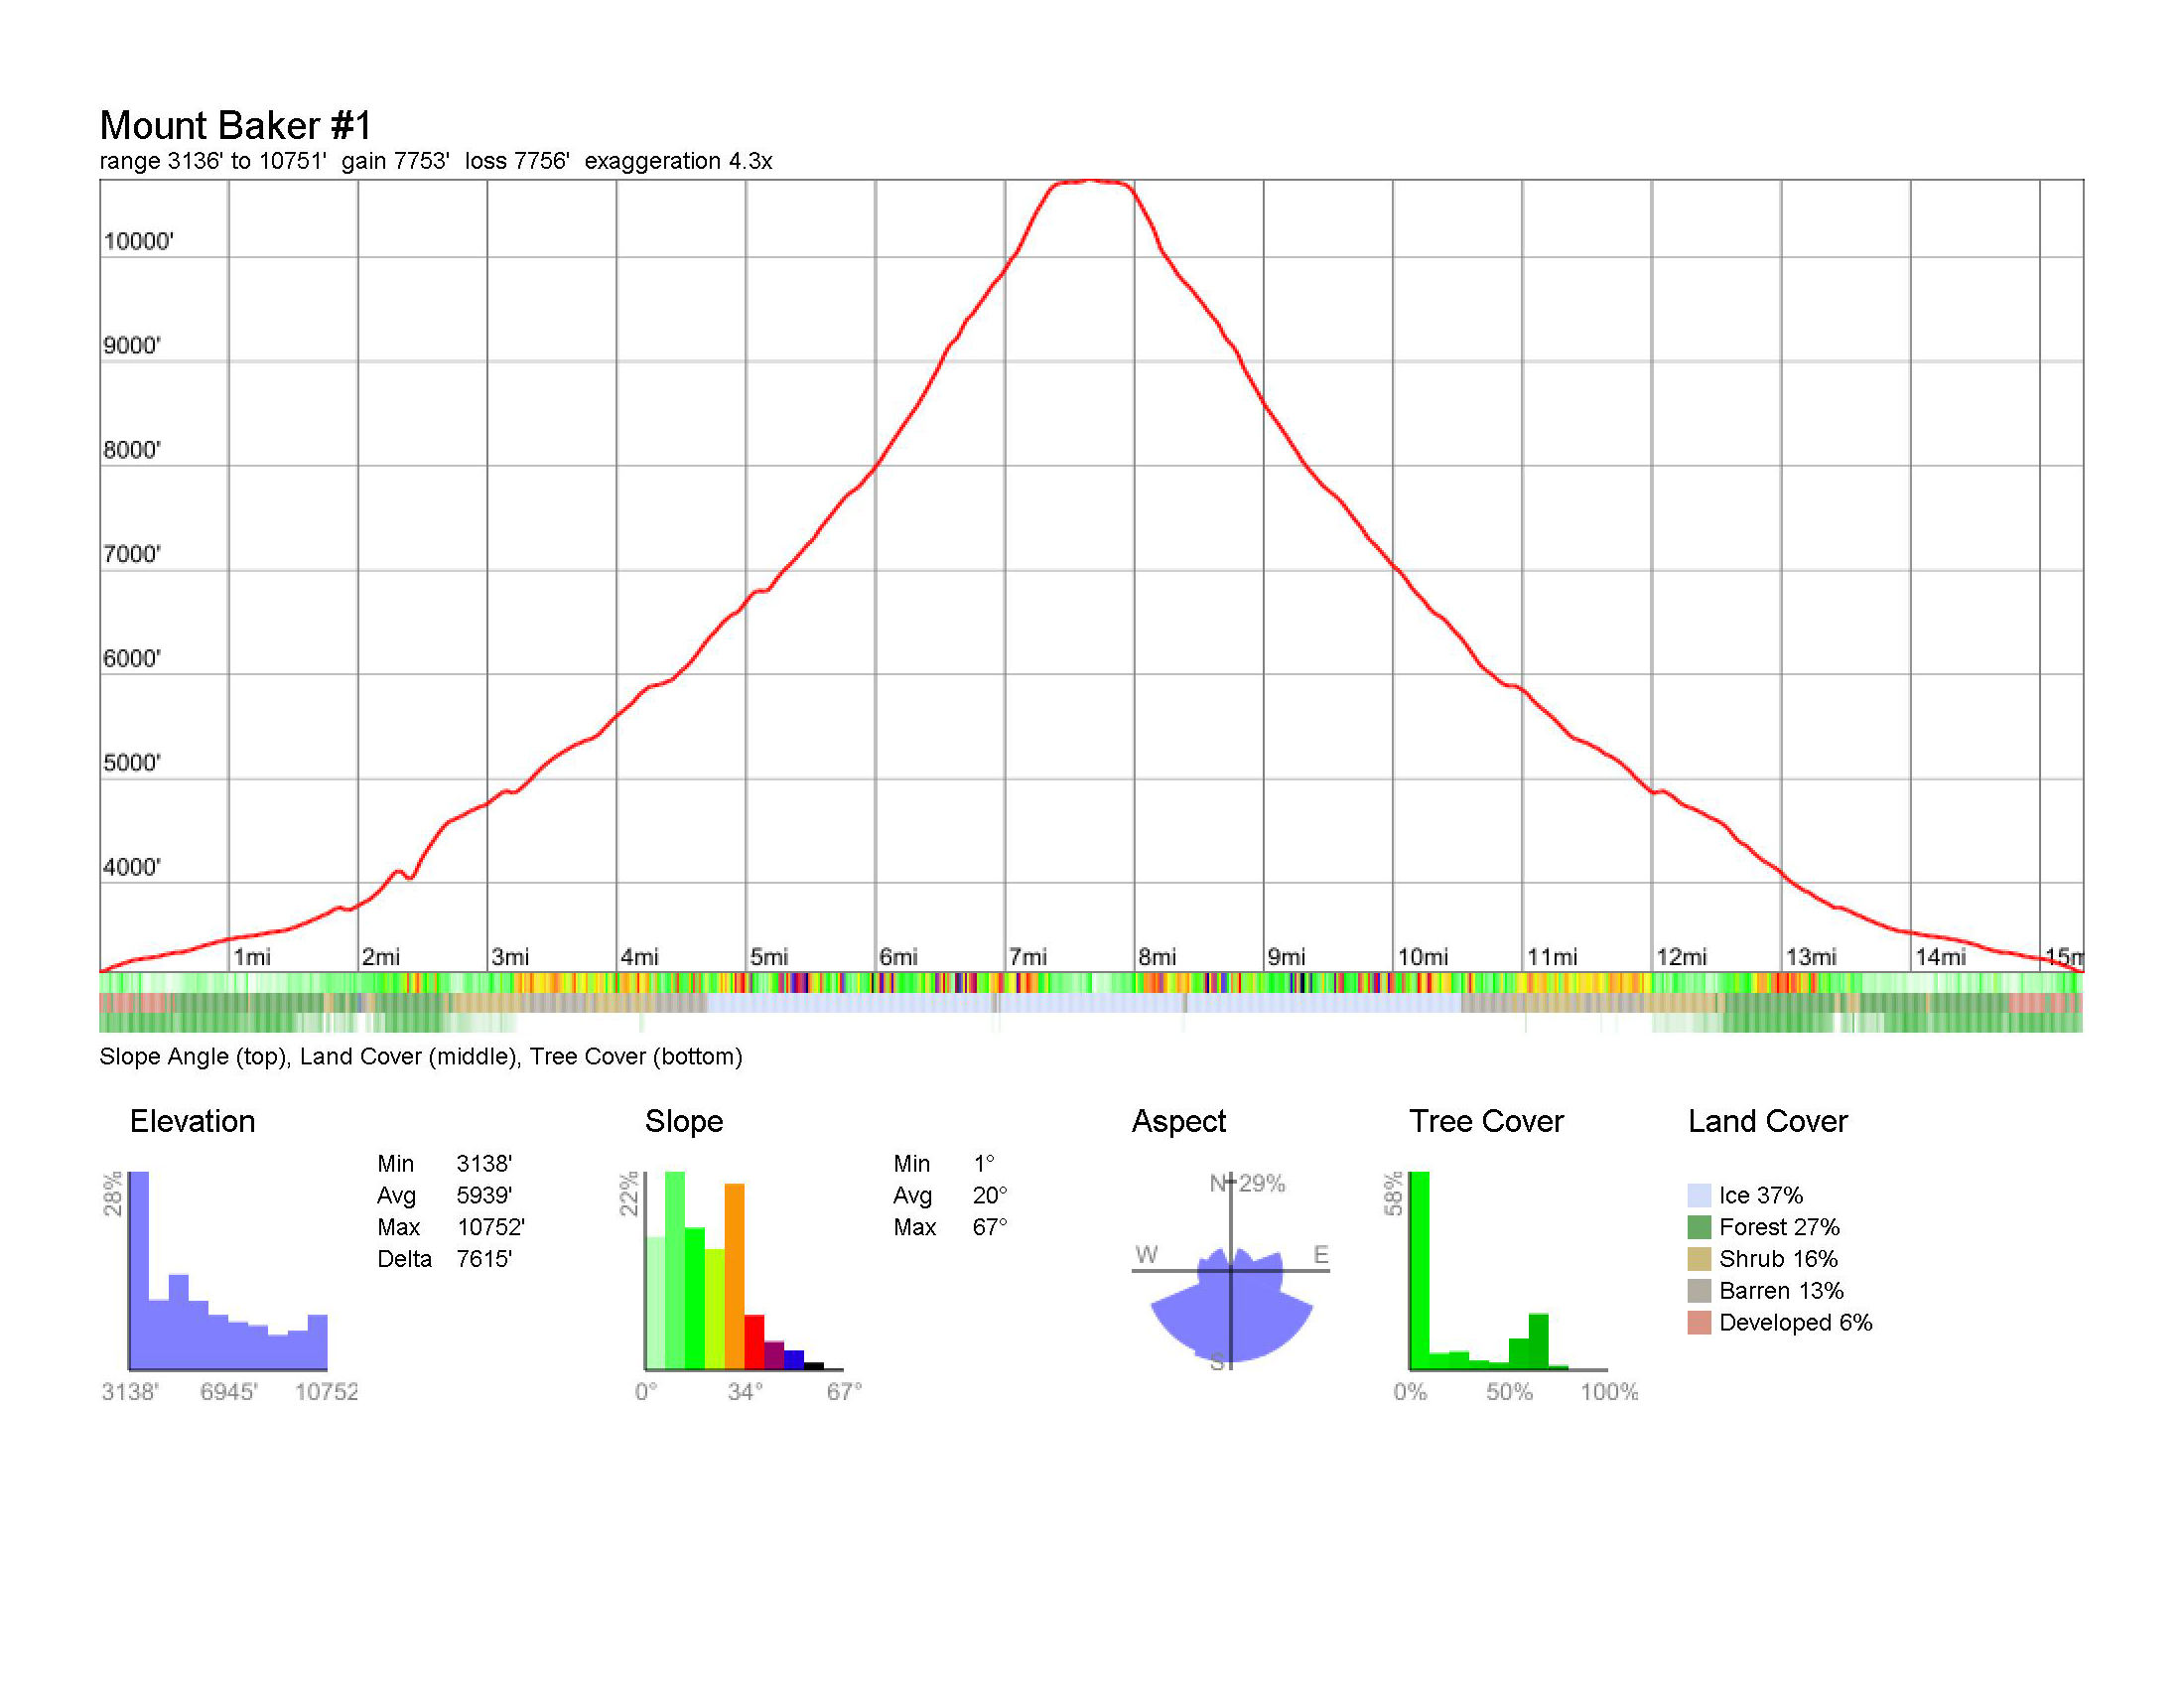 Mount Baker #1
range 3136' to 10751'  gain 7753'  loss 7756'  exaggeration 4.3x
10000'
9000'
8000'
7000'
6000'
5000'
4000'
1mi 2mi 3mi 4mi 5mi 6mi 7mi 8mi 9mi 10mi 11mi 12mi 13mi 14mi 15m
Slope Angle (top), Land Cover (middle), Tree Cover (bottom)
Elevation
28%
3138' 6945' 10752
Min 3138'
Avg 5939'
Max 10752'
Delta 7615'
Slope
22%
0° 34° 67°
Min 1°
Avg 20°
Max 67°
Aspect
N 29%
W E
S
Tree Cover
58%
0% 50% 100%
Land Cover
Ice 37%
Forest 27%
Shrub 16%
Barren 13%
Developed 6%